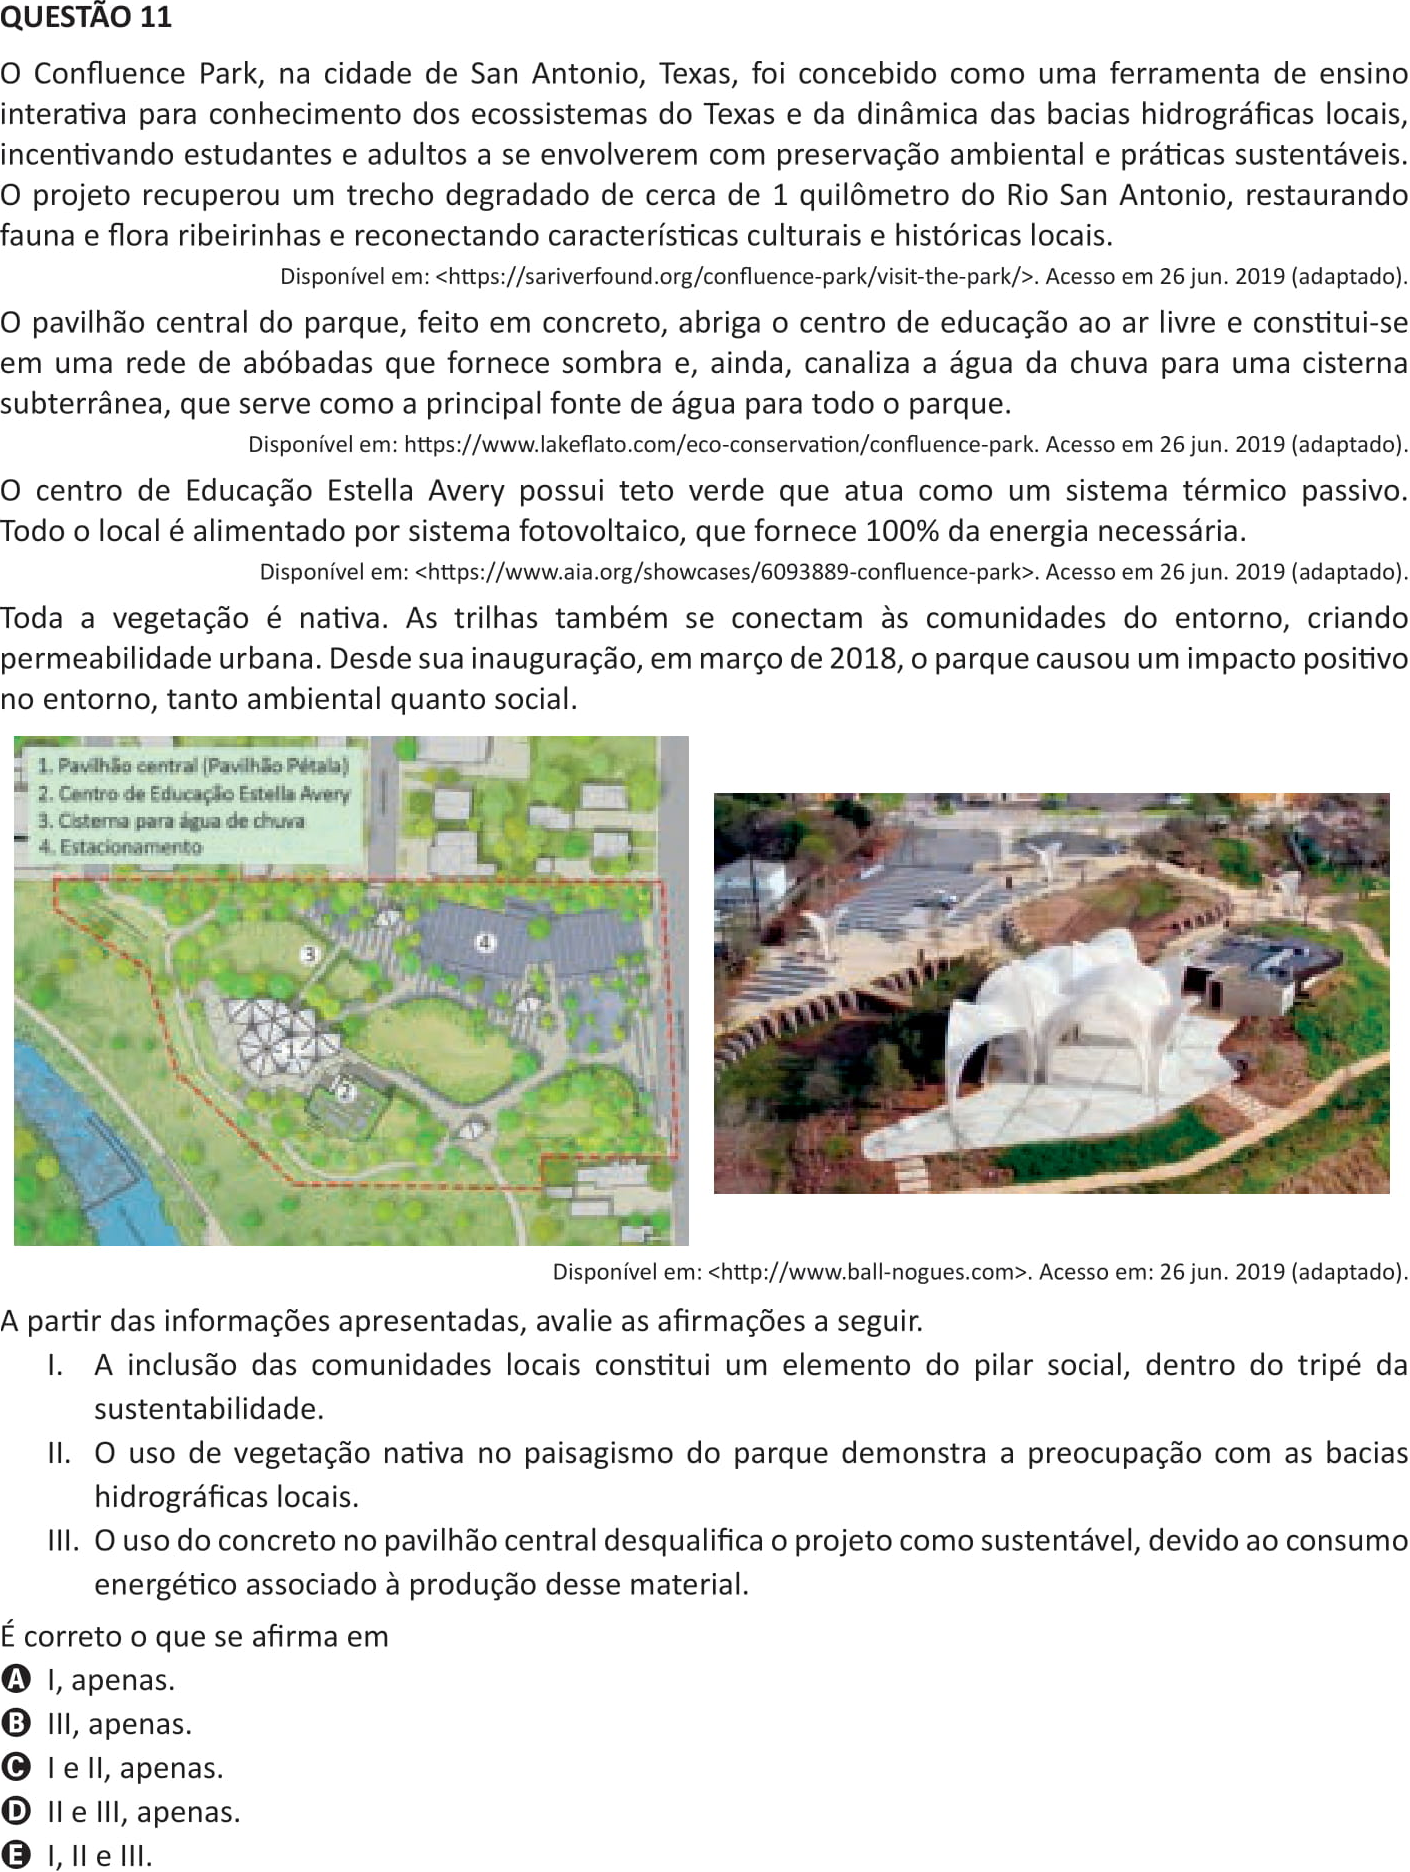 QUESTÃO 11
O Confluence Park, na cidade de San Antonio, Texas, foi concebido como uma ferramenta de ensino
interativa para conhecimento dos ecossistemas do Texas e da dinâmica das bacias hidrográficas locais,
incentivando estudantes e adultos a se envolverem com preservação ambiental e práticas sustentáveis.
O projeto recuperou um trecho degradado de cerca de 1 quilômetro do Rio San Antonio, restaurando
fauna e flora ribeirinhas e reconectando características culturais e históricas locais.
Disponível em: <https://sariverfound.org/confluence-park/visit-the-park/>. Acesso em 26 jun. 2019 (adaptado).
O pavilhão central do parque, feito em concreto, abriga o centro de educação ao ar livre e constitui-se
em uma rede de abóbadas que fornece sombra e, ainda, canaliza a água da chuva para uma cisterna
subterrânea, que serve como a principal fonte de água para todo o parque.
Disponível em: https://www.lakeflato.com/eco-conservation/confluence-park. Acesso em 26 jun. 2019 (adaptado).
O centro de Educação Estella Avery possui teto verde que atua como um sistema térmico passivo.
Todo o local é alimentado por sistema fotovoltaico, que fornece 100% da energia necessária.
Disponível em: <https://www.aia.org/showcases/6093889-confluence-park>. Acesso em 26 jun. 2019 (adaptado).
Toda a vegetação é nativa. As trilhas também se conectam às comunidades do entorno, criando
permeabilidade urbana. Desde sua inauguração, em março de 2018, o parque causou um impacto positivo
no entorno, tanto ambiental quanto social.
1. Pavilhão central (Pavilhão Pétala)
2. Centro de Educação Estella Avery
3. Cisterna para água de chuva
4. Estacionamento
4
3
1
2
Disponível em: <http://www.ball-nogues.com>. Acesso em: 26 jun. 2019 (adaptado).
A partir das informações apresentadas, avalie as afirmações a seguir.
I. A inclusão das comunidades locais constitui um elemento do pilar social, dentro do tripé da
sustentabilidade.
II. O uso de vegetação nativa no paisagismo do parque demonstra a preocupação com as bacias
hidrográficas locais.
III. O uso do concreto no pavilhão central desqualifica o projeto como sustentável, devido ao consumo
energético associado à produção desse material.
É correto o que se afirma em
A I, apenas.
B III, apenas.
C I e II, apenas.
D II e III, apenas.
E I, II e III.